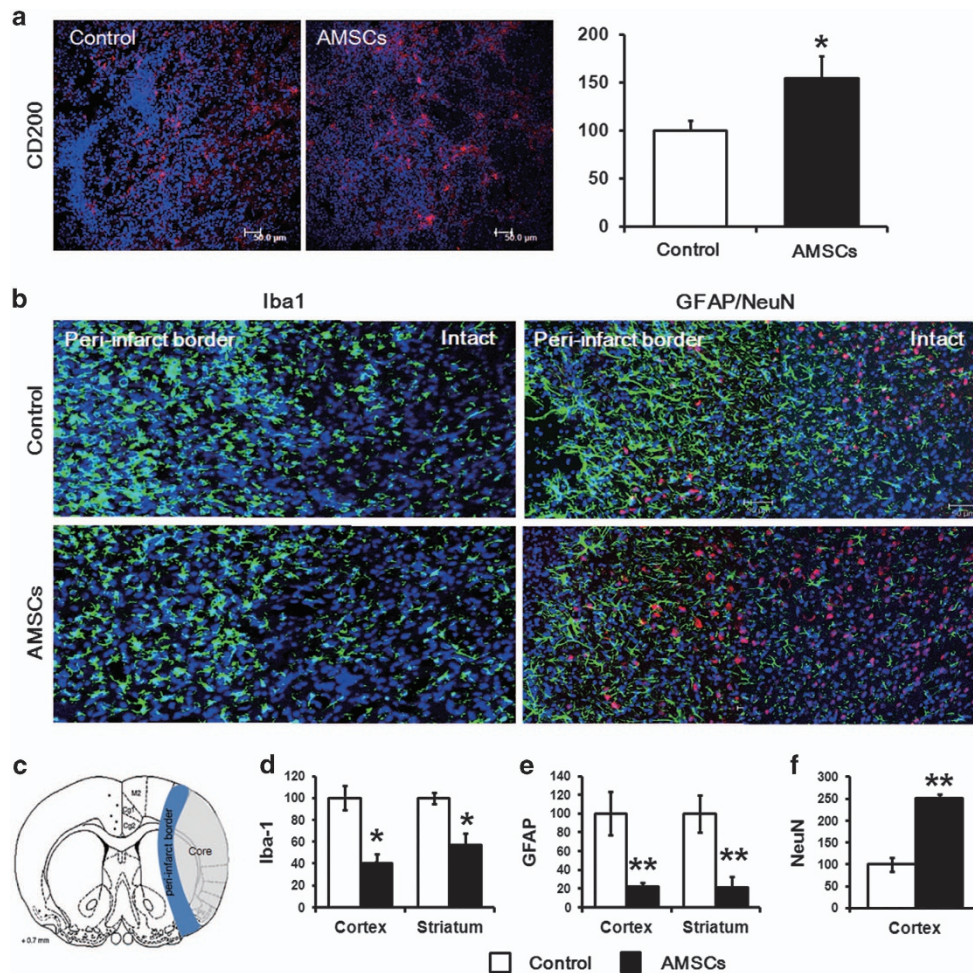 a
Control
AMSCs
CD200
50.0 µm
50.0 µm
200
150
100
50
0
*
Control
AMSCs
b
Iba1
GFAP/NeuN
Peri-infarct border
Intact
Peri-infarct border
Intact
Control
AMSCs
c
M2
Cg1
Cg2
peri-infarct border
Core
+ 0.7 mm
d
Iba-1
120
100
80
60
40
20
0
*
*
Cortex
Striatum
e
GFAP
140
120
100
80
60
40
20
0
**
**
Cortex
Striatum
f
NeuN
300
250
200
150
100
50
0
**
Cortex
Control
AMSCs